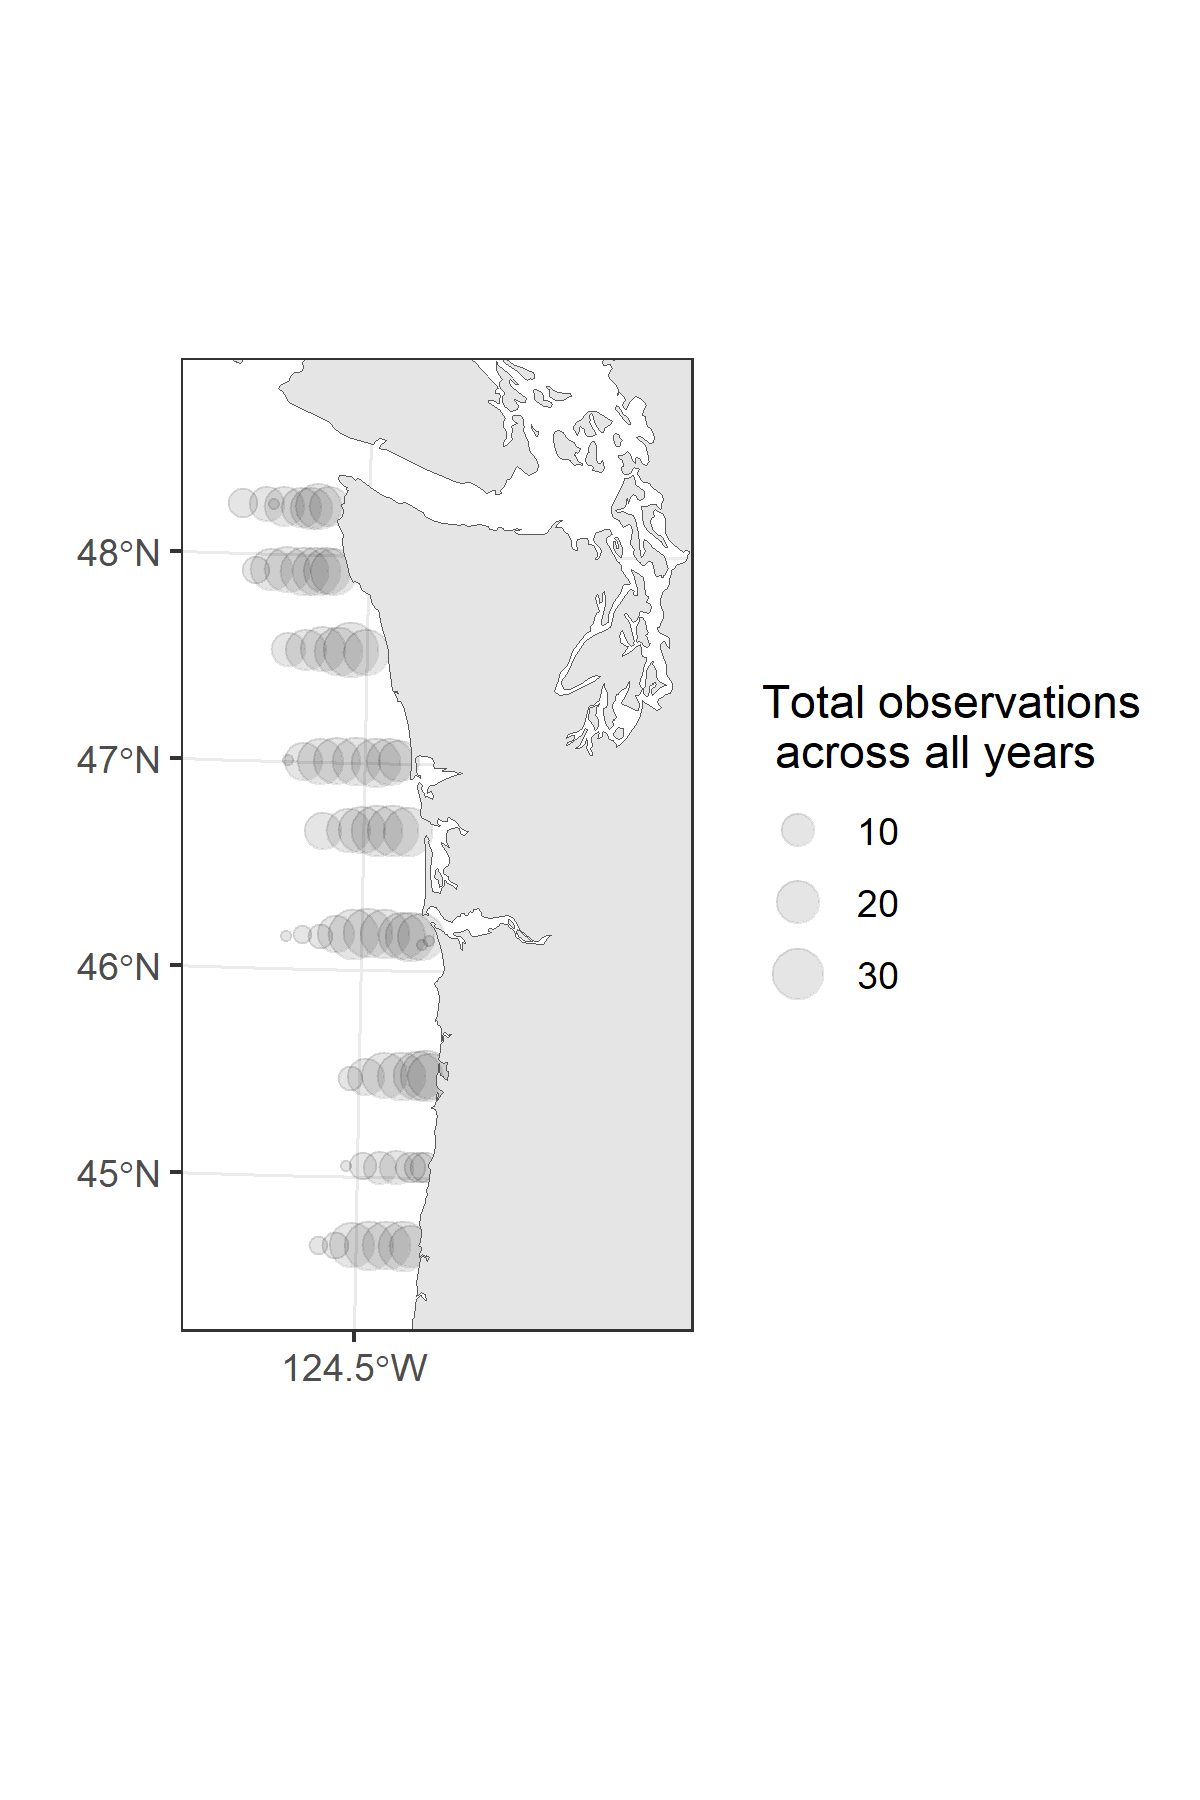 48°N
47°N
46°N
45°N
124.5°W
Total observations
across all years
10
20
30